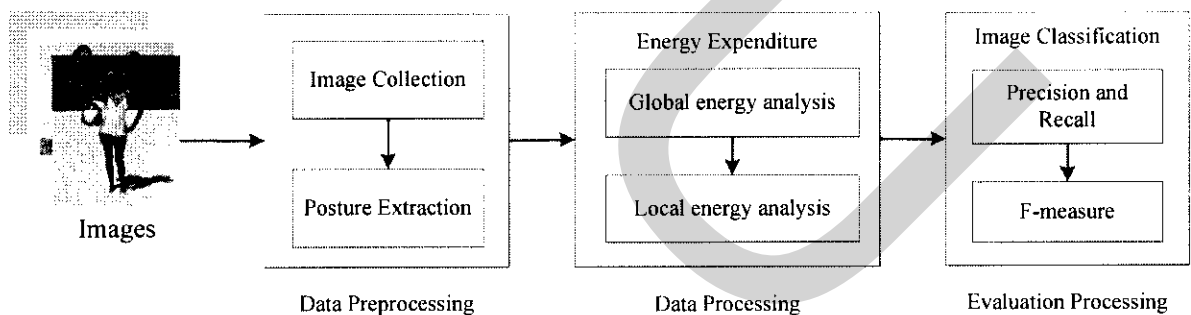 Images
Image Collection
Posture Extraction
Data Preprocessing
Energy Expenditure
Global energy analysis
Local energy analysis
Data Processing
Image Classification
Precision and
Recall
F-measure
Evaluation Processing